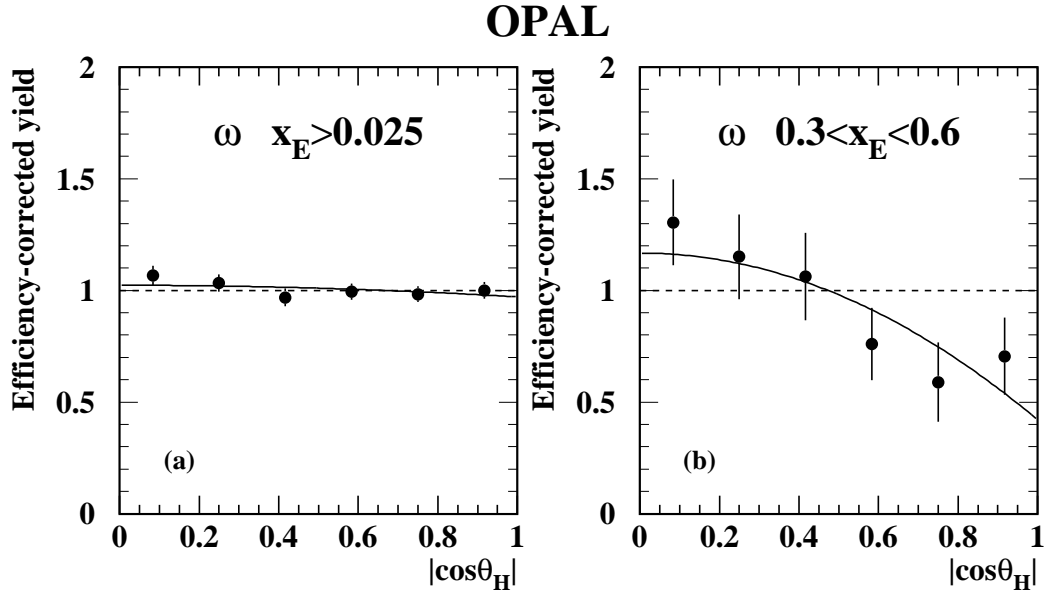 OPAL
Efficiency-corrected yield
2
1.5
1
0.5
0
ω x_E>0.025
(a)
0 0.2 0.4 0.6 0.8 1
|cosθ_H|
Efficiency-corrected yield
2
1.5
1
0.5
0
ω 0.3<x_E<0.6
(b)
0 0.2 0.4 0.6 0.8 1
|cosθ_H|